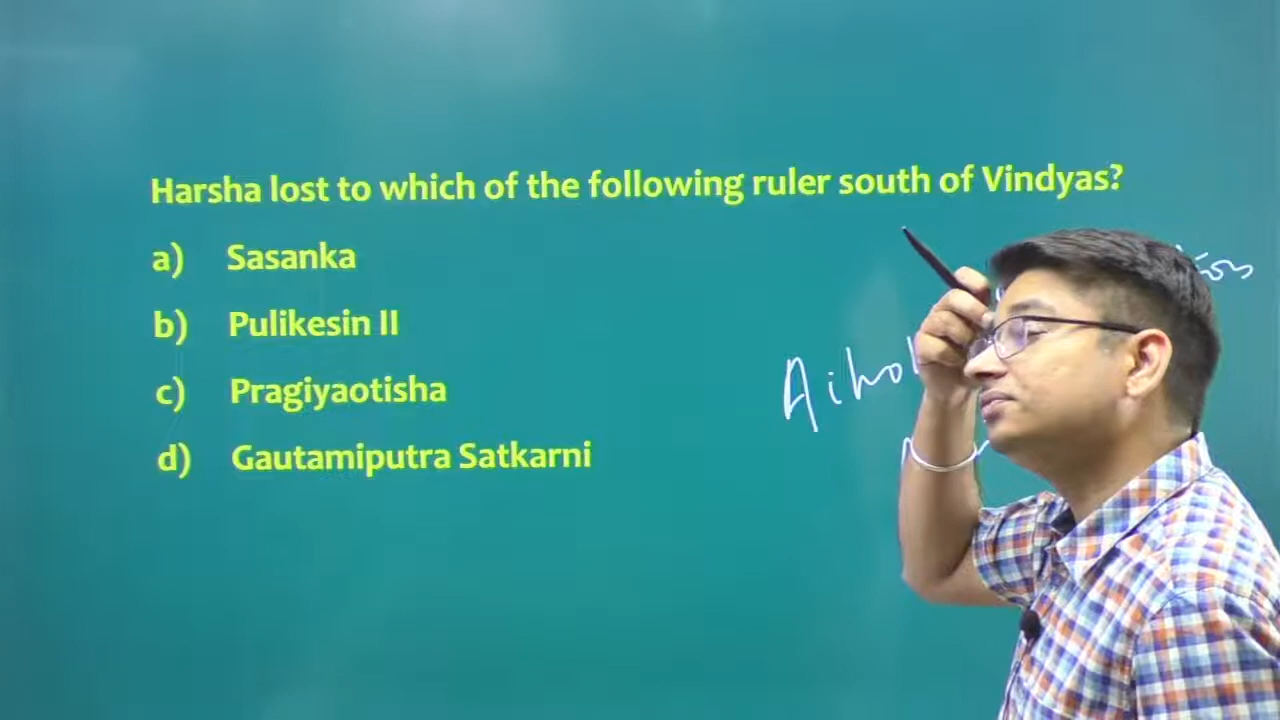 Harsha lost to which of the following ruler south of Vindyas?
a) Sasanka
b) Pulikesin II
c) Pragiyaotisha
d) Gautamiputra Satkarni